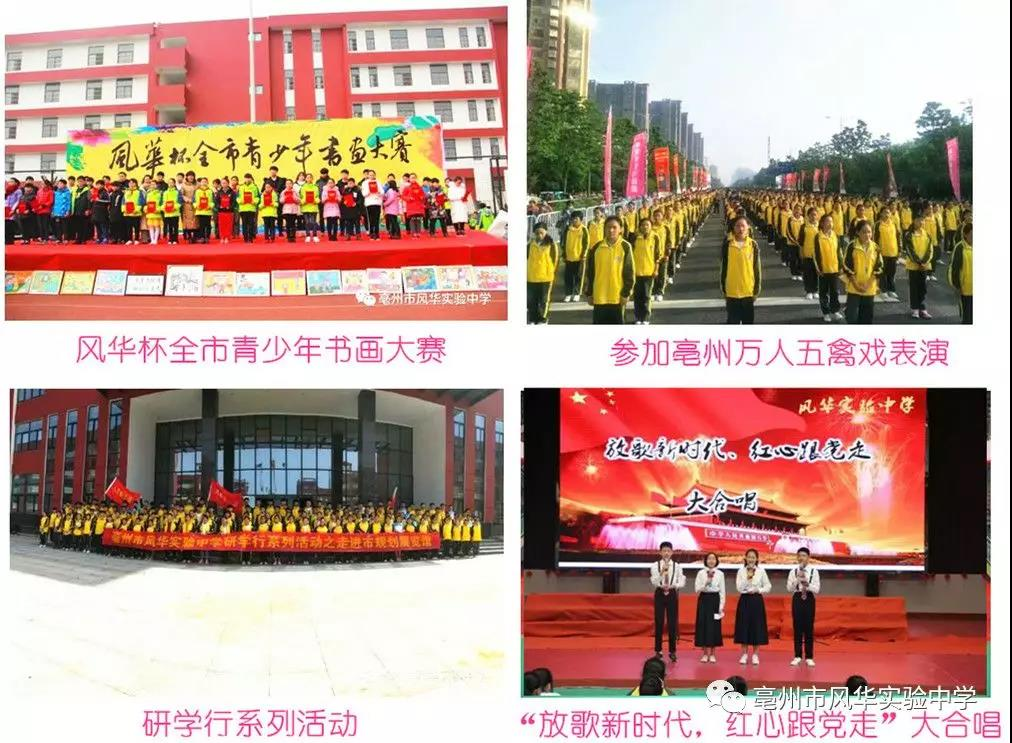 風華杯全市青少年書畫大赛
亳州市风华实验中学
风华杯全市青少年书画大赛
参加亳州万人五禽戏表演
亳州市风华实验中学研学行系列活动之走进市规划展览馆
风华实验中学
放歌新时代、红心跟党走
大合唱
研学行系列活动
亳州市风华实验中学
“放歌新时代，红心跟党走”大合唱